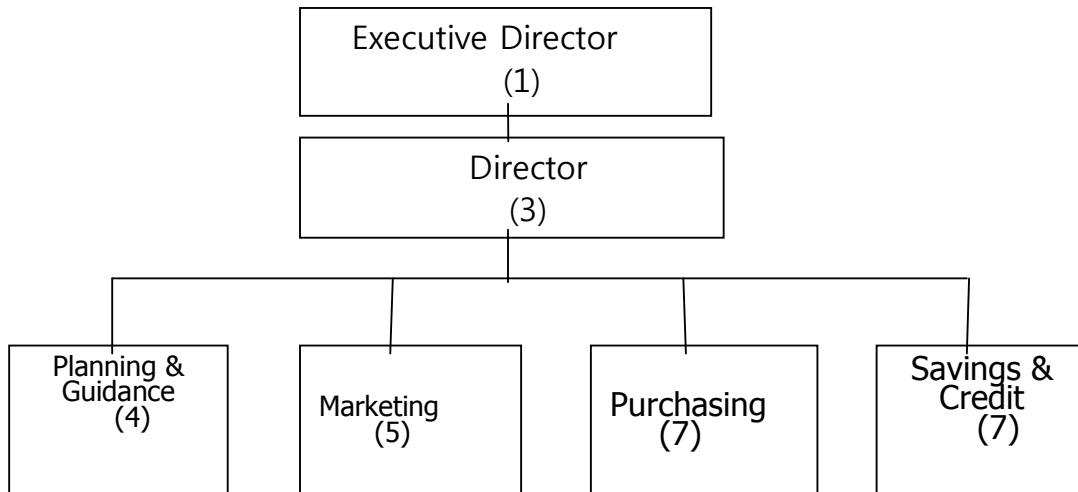 Executive Director
(1)
Director
(3)
Planning &
Guidance
(4)
Marketing
(5)
Purchasing
(7)
Savings &
Credit
(7)